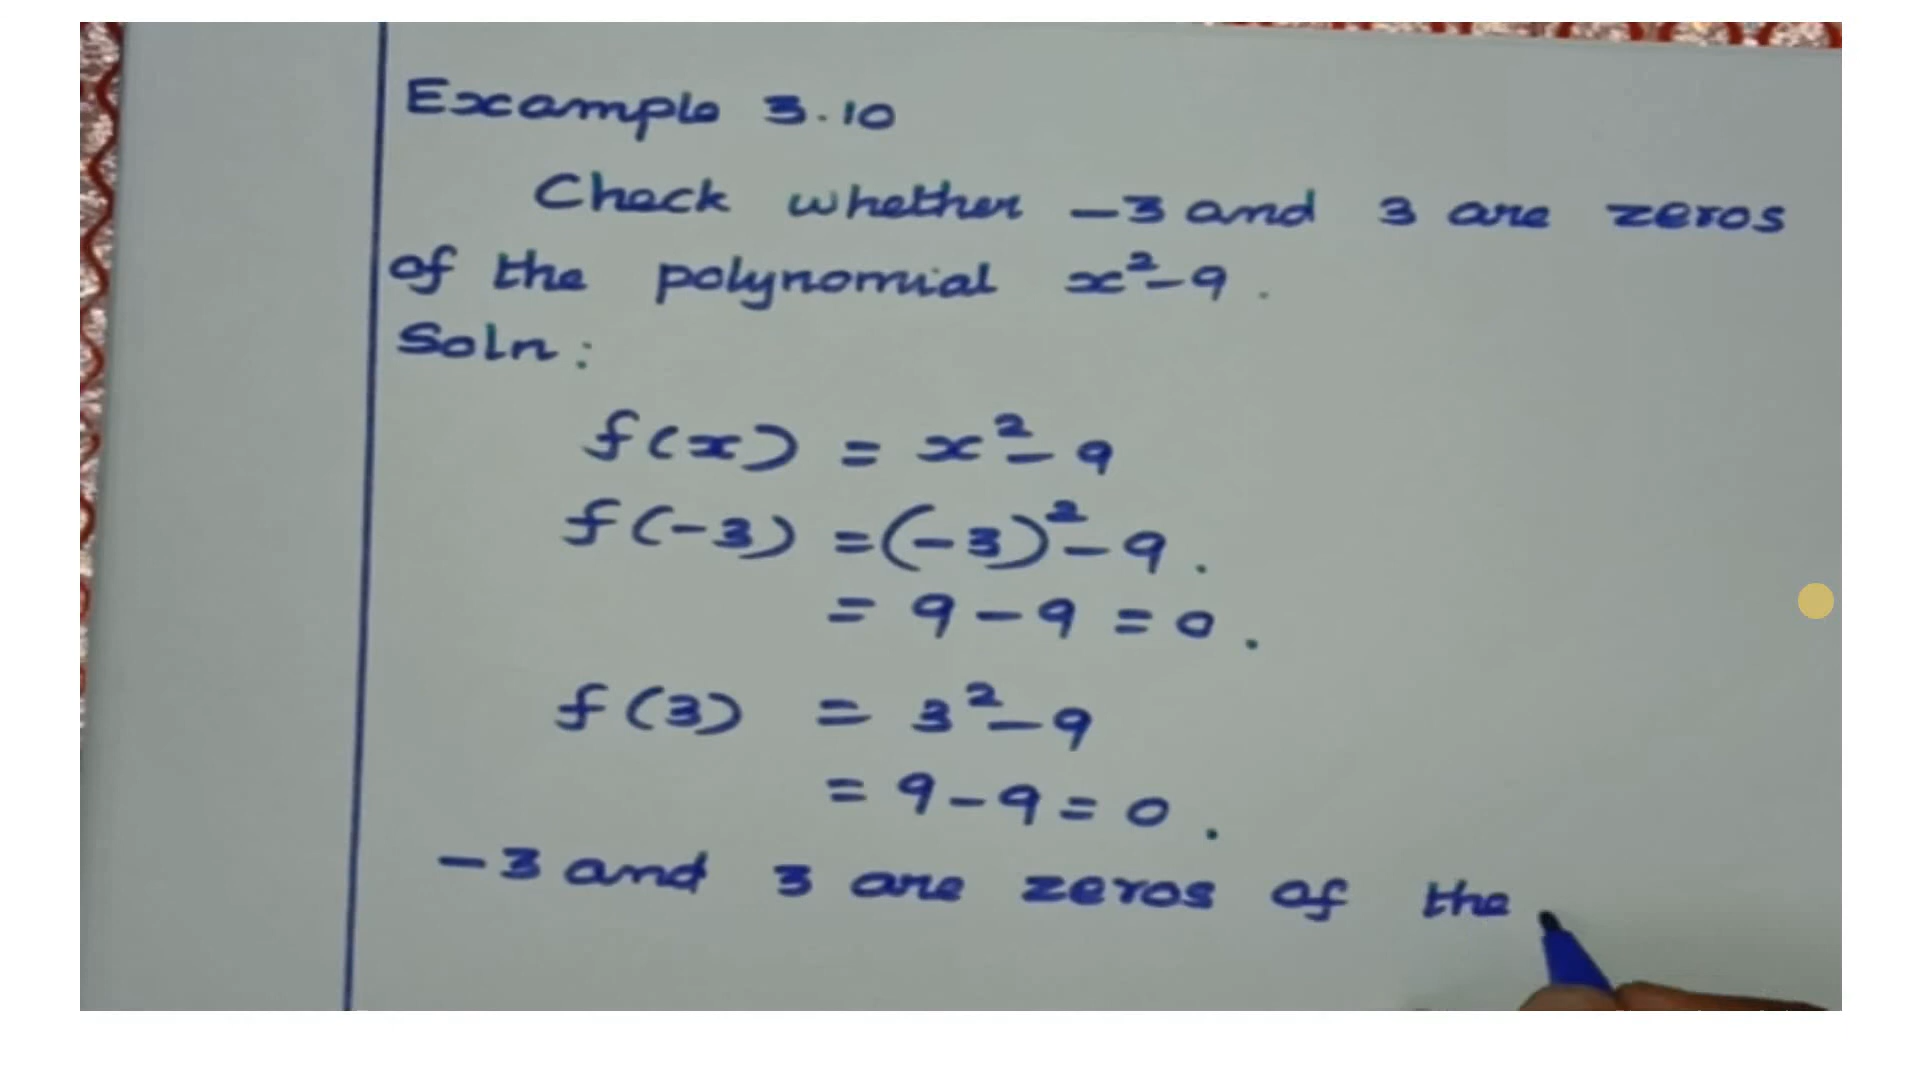 Example 3.10
Check whether -3 and 3 are zeros
of the polynomial x²-9.
Soln:
f(x) = x²-9
f(-3) = (-3)²-9.
= 9-9 = 0.
f(3) = 3²-9
= 9-9 = 0.
-3 and 3 are zeros of the